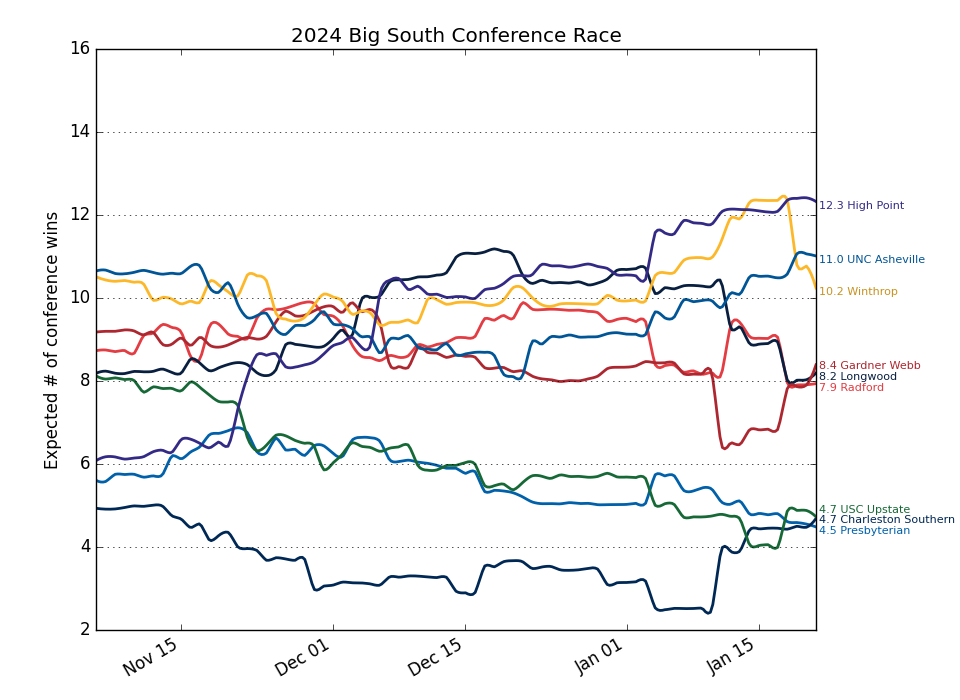 2024 Big South Conference Race
Expected # of conference wins
16
14
12
10
8
6
4
2
12.3 High Point
11.0 UNC Asheville
10.2 Winthrop
8.4 Gardner Webb
8.2 Longwood
7.9 Radford
4.7 USC Upstate
4.7 Charleston Southern
4.5 Presbyterian
Nov 15
Dec 01
Dec 15
Jan 01
Jan 15